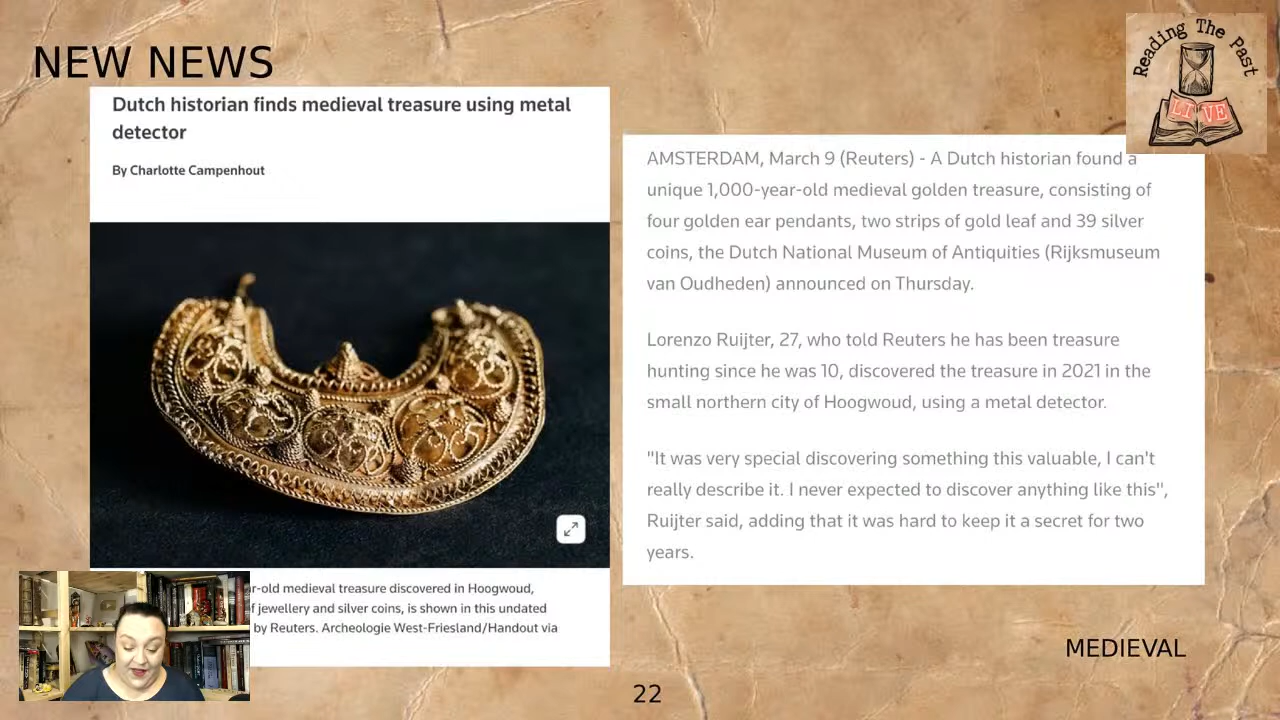 NEW NEWS
Reading The Past
LIVE
Dutch historian finds medieval treasure using metal
detector
By Charlotte Campenhout
r-old medieval treasure discovered in Hoogwoud,
f jewellery and silver coins, is shown in this undated
by Reuters. Archeologie West-Friesland/Handout via
AMSTERDAM, March 9 (Reuters) - A Dutch historian found a
unique 1,000-year-old medieval golden treasure, consisting of
four golden ear pendants, two strips of gold leaf and 39 silver
coins, the Dutch National Museum of Antiquities (Rijksmuseum
van Oudheden) announced on Thursday.
Lorenzo Ruijter, 27, who told Reuters he has been treasure
hunting since he was 10, discovered the treasure in 2021 in the
small northern city of Hoogwoud, using a metal detector.
"It was very special discovering something this valuable, I can't
really describe it. I never expected to discover anything like this",
Ruijter said, adding that it was hard to keep it a secret for two
years.
MEDIEVAL
22